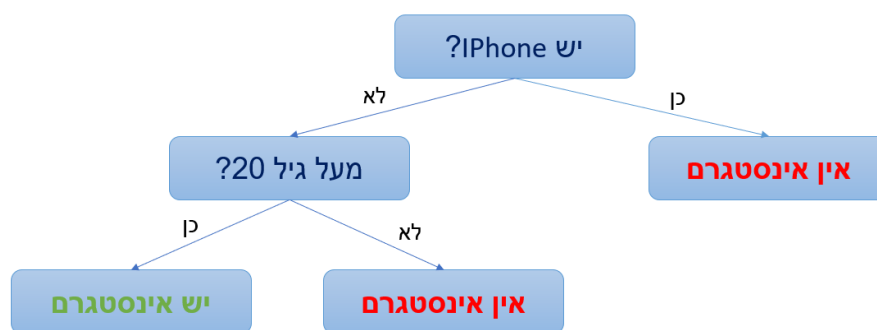 יש IPhone?
כן
לא
מעל גיל 20?
אין אינסטגרם
כן
לא
יש אינסטגרם
אין אינסטגרם